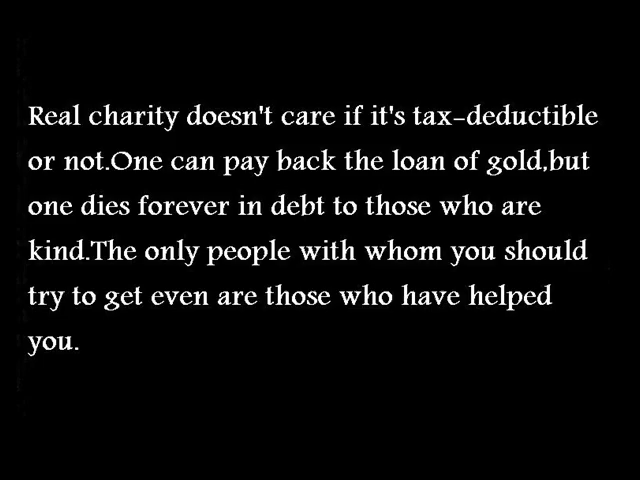 Real charity doesn't care if it's tax-deductible
or not.One can pay back the loan of gold,but
one dies forever in debt to those who are
kind.The only people with whom you should
try to get even are those who have helped
you.